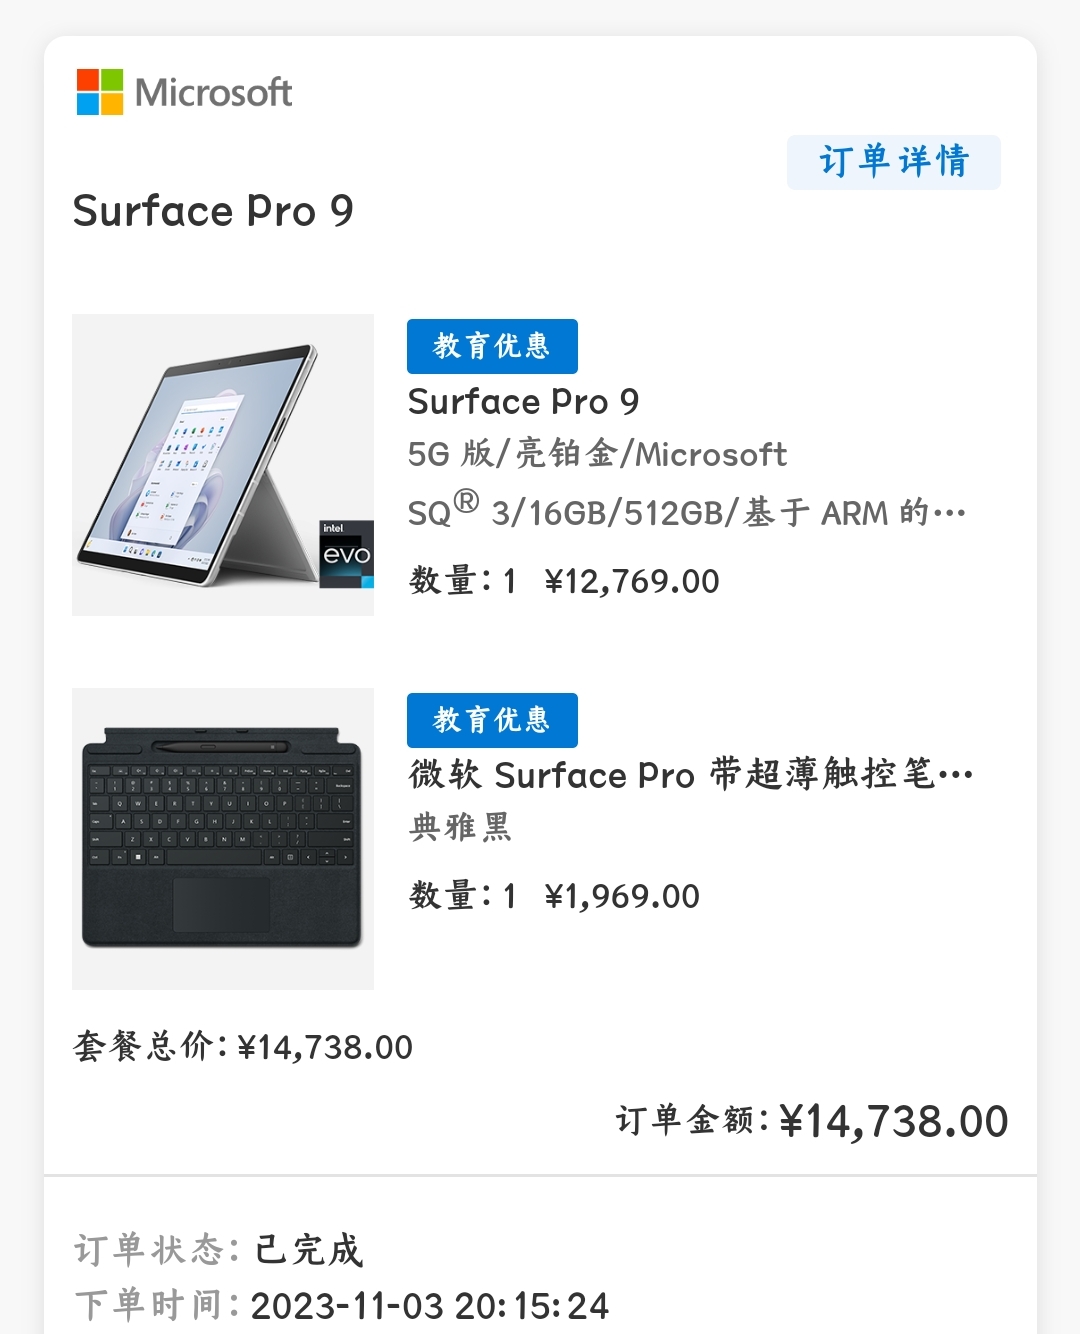 Microsoft
订单详情
Surface Pro 9
教育优惠
Surface Pro 9
5G 版/亮铂金/Microsoft
SQ® 3/16GB/512GB/基于 ARM 的…
intel
evo
数量: 1 ¥12,769.00
教育优惠
微软 Surface Pro 带超薄触控笔…
典雅黑
数量: 1 ¥1,969.00
套餐总价: ¥14,738.00
订单金额: ¥14,738.00
订单状态: 已完成
下单时间: 2023-11-03 20:15:24